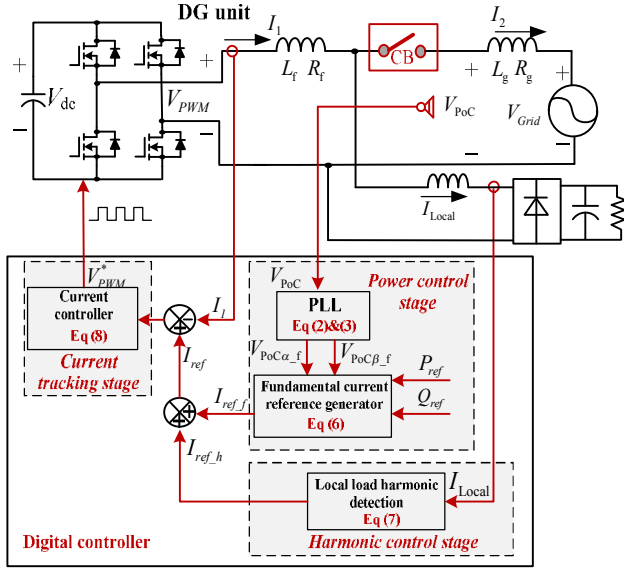 DG unit
I_1
I_2
L_f R_f
CB
+
L_g R_g
+
+
V_dc
V_PWM
V_PoC
V_Grid
−
−
−
−
I_Local
V*_PWM
Current controller
Eq (8)
Current tracking stage
I_1
I_ref
I_ref_f
I_ref_h
V_PoC
Power control stage
PLL
Eq (2)&(3)
V_PoCα_f
V_PoCβ_f
Fundamental current reference generator
Eq (6)
P_ref
Q_ref
Local load harmonic detection
Eq (7)
I_Local
Harmonic control stage
Digital controller